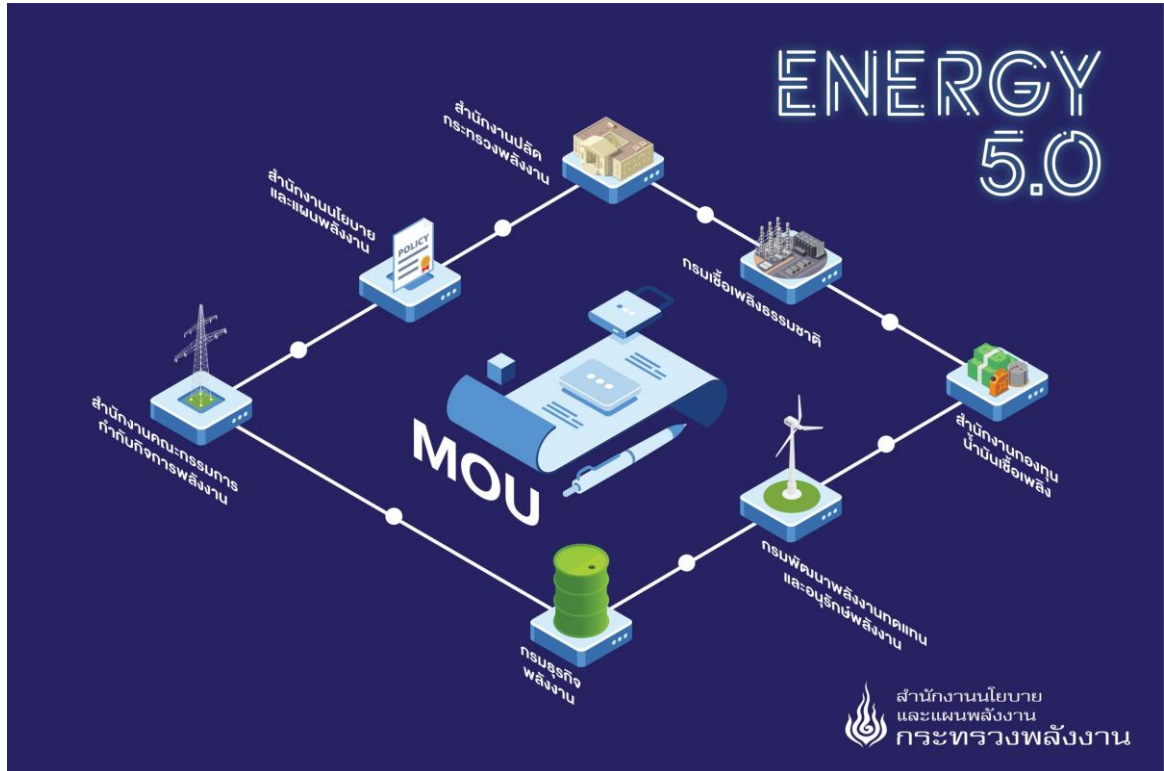 ENERGY
5.0
สำนักงานปลัด
กระทรวงพลังงาน
สำนักงานนโยบาย
และแผนพลังงาน
POLICY
กรมเชื้อเพลิงธรรมชาติ
สำนักงานคณะกรรมการ
กำกับกิจการพลังงาน
สำนักงานกองทุน
น้ำมันเชื้อเพลิง
MOU
กรมพัฒนาพลังงานทดแทน
และอนุรักษ์พลังงาน
กรมธุรกิจ
พลังงาน
สำนักงานนโยบาย
และแผนพลังงาน
กระทรวงพลังงาน